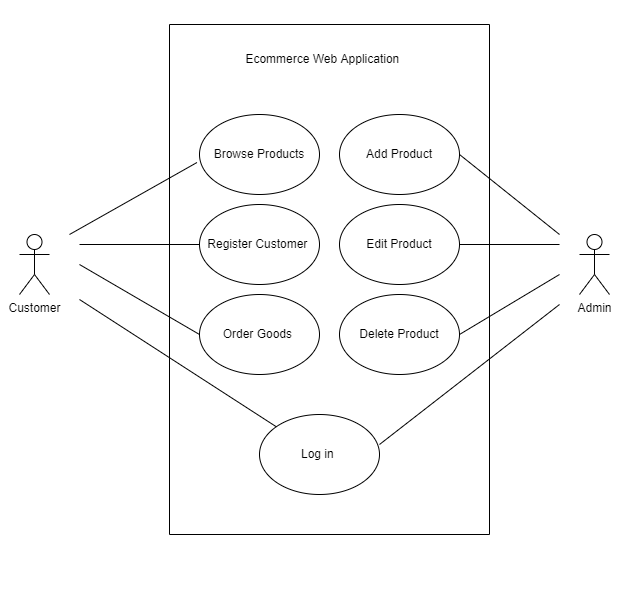 Ecommerce Web Application
Browse Products
Add Product
Register Customer
Edit Product
Customer
Admin
Order Goods
Delete Product
Log in